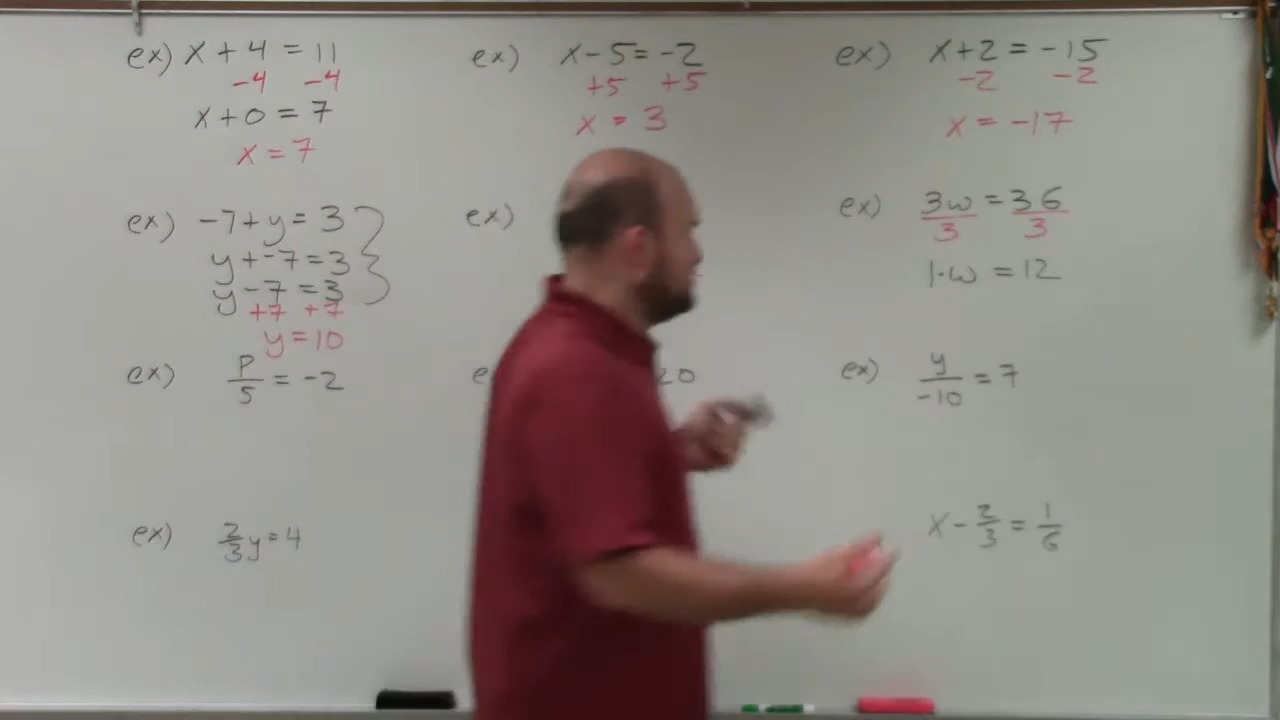 ex) x + 4 = 11
-4 -4
x + 0 = 7
x = 7
ex) x - 5 = -2
+5 +5
x = 3
ex) x + 2 = -15
-2 -2
x = -17
ex) -7 + y = 3
y + -7 = 3
y - 7 = 3
+7 +7
y = 10
ex)
ex) 3w/3 = 36/3
1·w = 12
ex) P/5 = -2
20
ex) y/-10 = 7
ex) 2/3 y = 4
x - 2/3 = 1/6